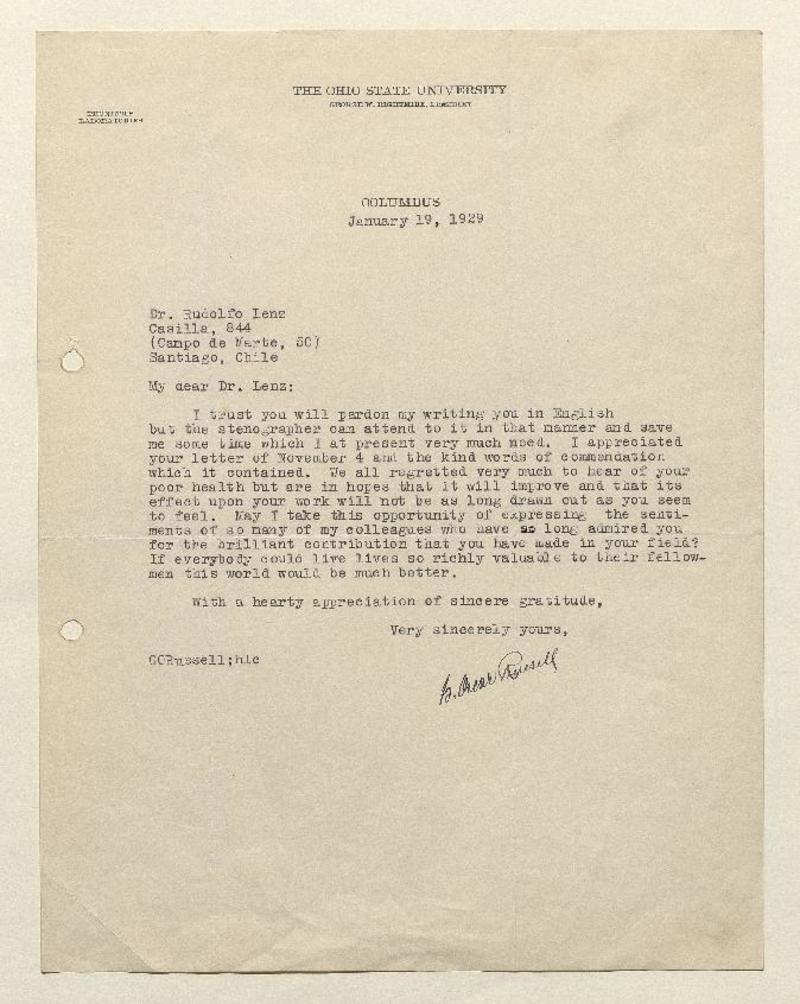 THE OHIO STATE UNIVERSITY
GEORGE W. RIGHTMIRE, PRESIDENT
LABORATORIES
COLUMBUS
January 19, 1929
Dr. Rudolfo Lenz
Casilla, 844
(Campo de Marte, 50)
Santiago, Chile
My dear Dr. Lenz:
I trust you will pardon my writing you in English
but the stenographer can attend to it in that manner and save
me some time which I at present very much need. I appreciated
your letter of November 4 and the kind words of commendation
which it contained. We all regretted very much to hear of your
poor health but are in hopes that it will improve and that its
effect upon your work will not be as long drawn out as you seem
to feel. May I take this opportunity of expressing the senti-
ments of so many of my colleagues who have so long admired you
for the brilliant contribution that you have made in your field?
If everybody could live lives so richly valuable to their fellow-
men this world would be much better.
With a hearty appreciation of sincere gratitude,
Very sincerely yours,
GORussell;hlc
G. Oscar Russell